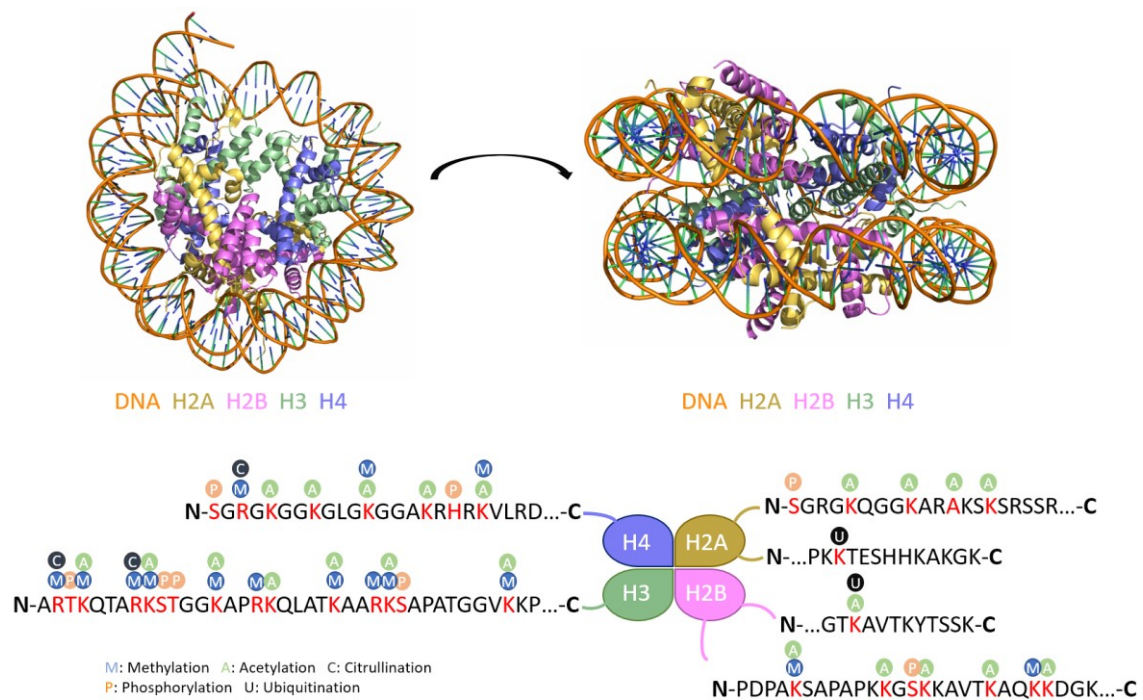 DNA H2A H2B H3 H4
DNA H2A H2B H3 H4
C M
P M A A A A P A
N-SGRGKGGKGLGKGGAKRHRKVLRD...-C
P A A A A
N-SGRGKQGGKARAKSKSRSSR...-C
H4 H2A
U
N-...PKKTESHHKAKGK-C
C A C A A A A A
M P M M M P P M M A M M M P M
N-ARTKQTARKSTGGKAPRKQLATKAARKSAPATGGVKKP...-C
H3 H2B
U
A
N-...GTKAVTKYTSSK-C
A
M A P A A M A
N-PDPAKSAPAPKKGSKKAVTKAQKKDGK...-C
M: Methylation A: Acetylation C: Citrullination
P: Phosphorylation U: Ubiquitination